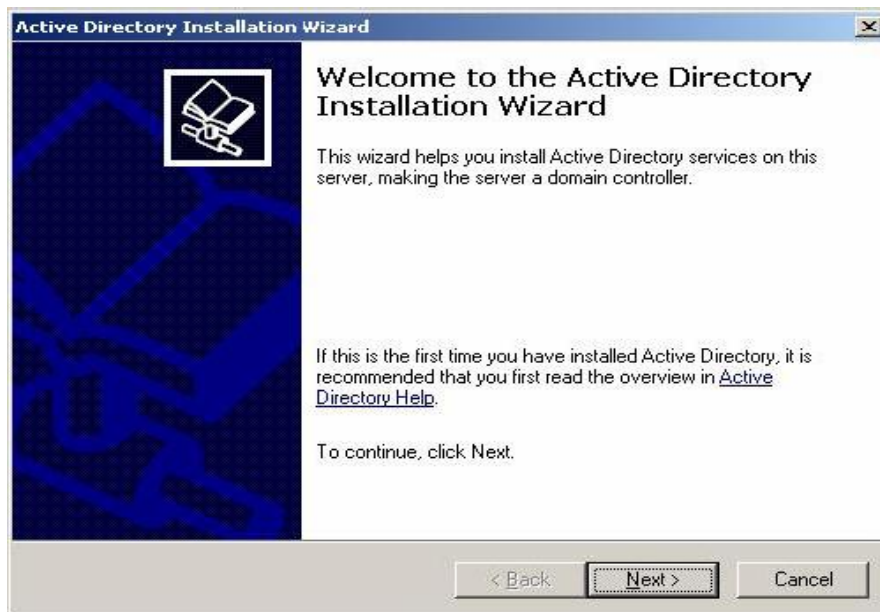 Active Directory Installation Wizard
Welcome to the Active Directory
Installation Wizard
This wizard helps you install Active Directory services on this
server, making the server a domain controller.
If this is the first time you have installed Active Directory, it is
recommended that you first read the overview in Active
Directory Help.
To continue, click Next.
< Back
Next >
Cancel